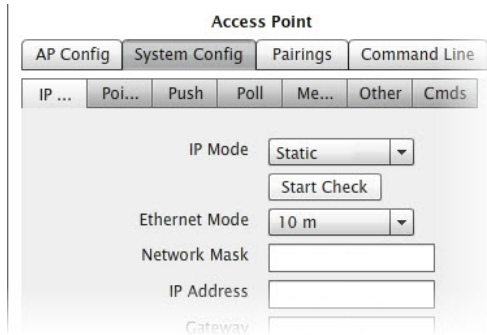 Access Point
AP Config System Config Pairings Command Line
IP ... Poi... Push Poll Me... Other Cmds
IP Mode Static
Start Check
Ethernet Mode 10 m
Network Mask
IP Address
Gateway